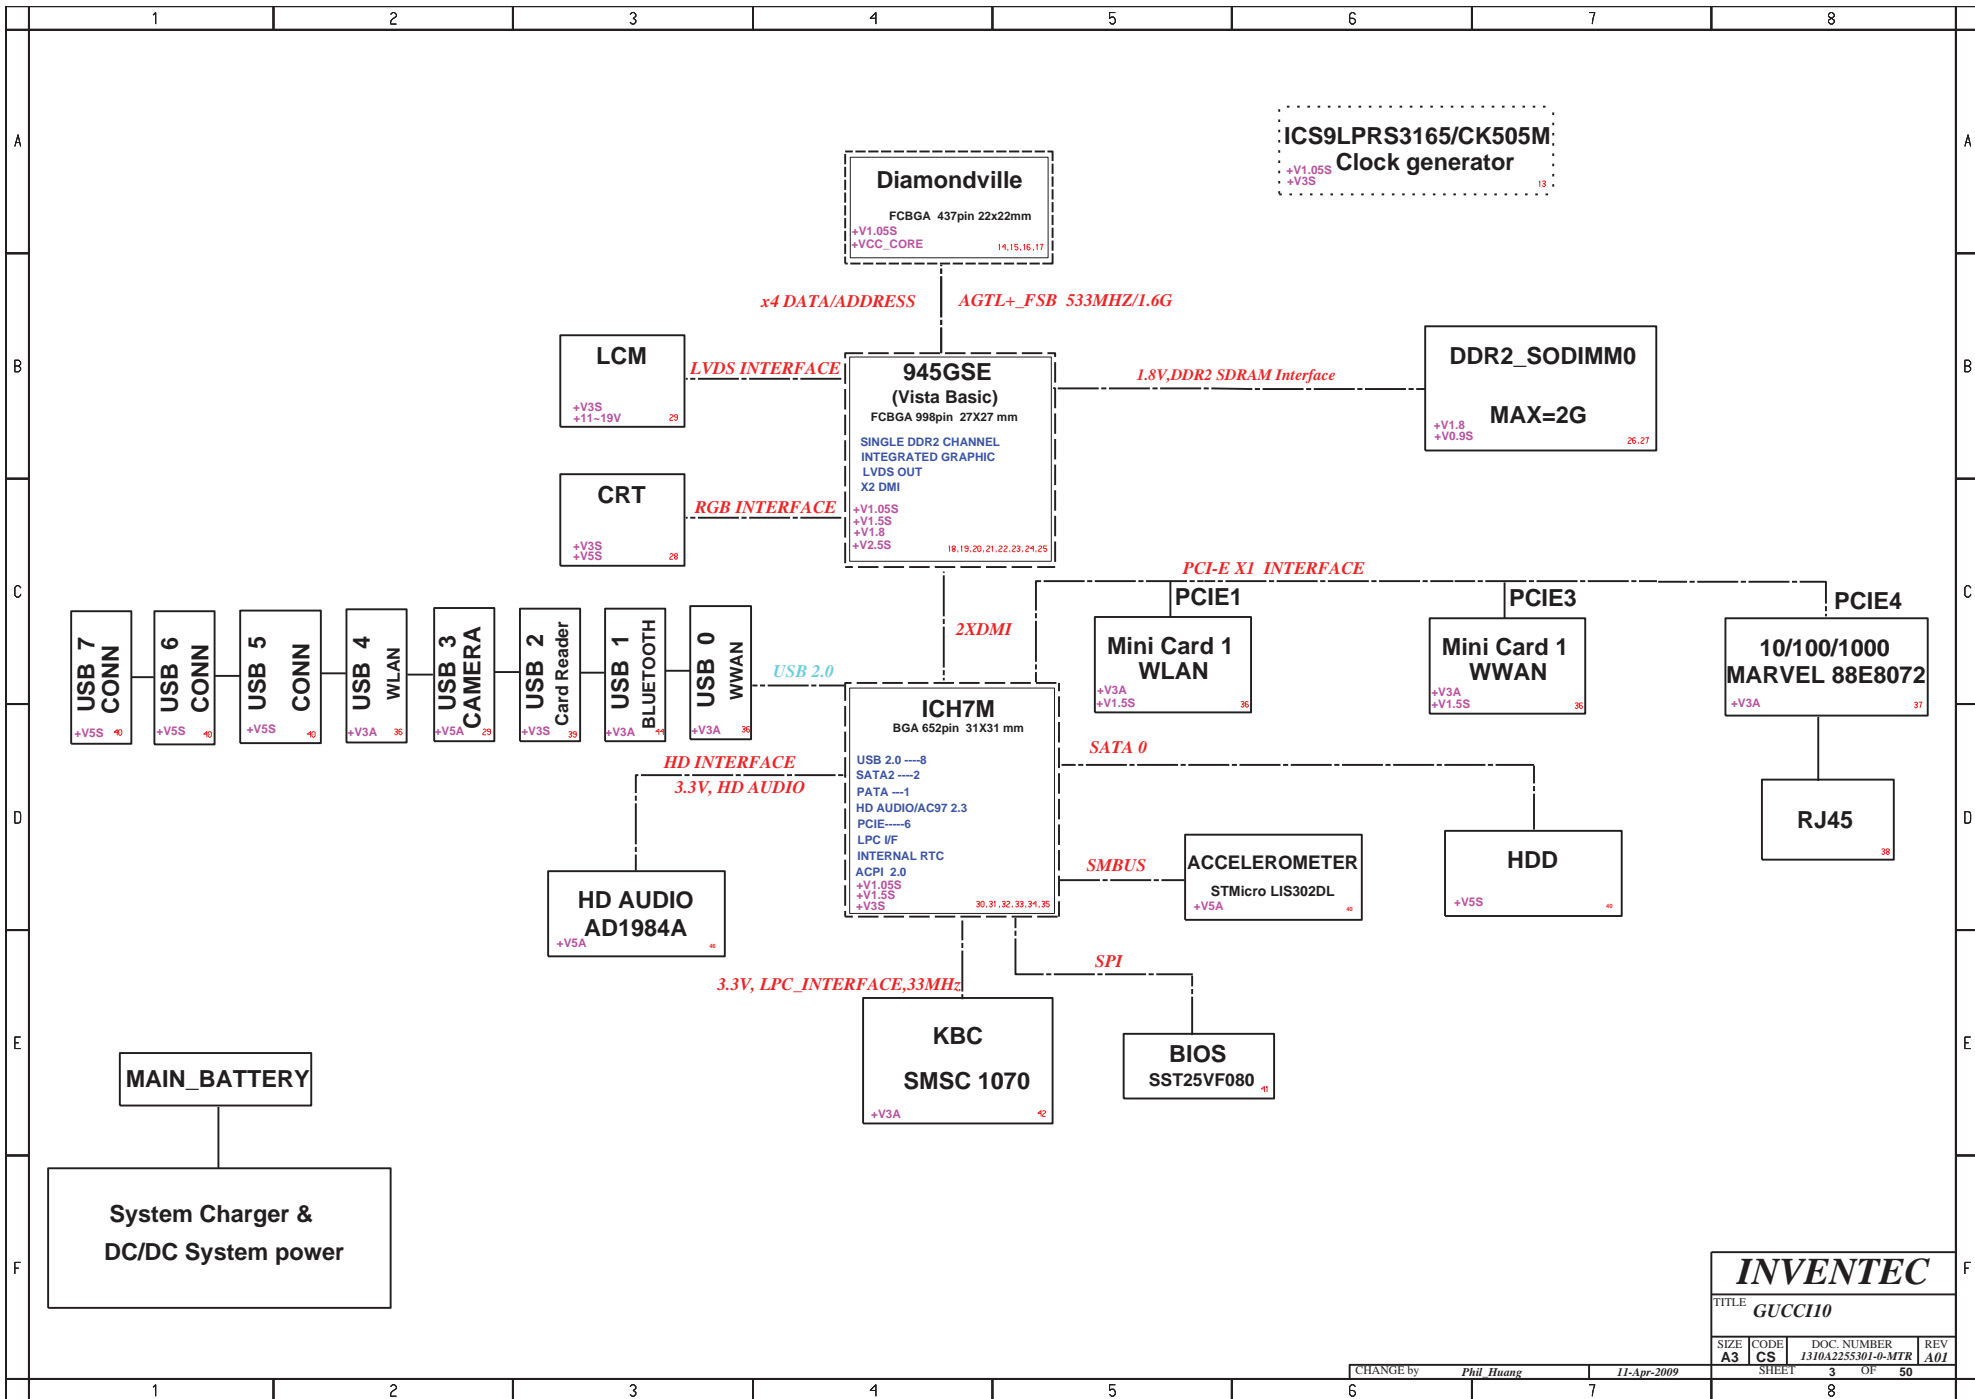 1 2 3 4 5 6 7 8
A
A
ICS9LPRS3165/CK505M
Clock generator
+V1.05S
+V3S
13
Diamondville
FCBGA 437pin 22x22mm
+V1.05S
+VCC_CORE
14,15,16,17
x4 DATA/ADDRESS
AGTL+_FSB 533MHZ/1.6G
B
B
LCM
+V3S
+11~19V
29
LVDS INTERFACE
945GSE
(Vista Basic)
FCBGA 998pin 27X27 mm
SINGLE DDR2 CHANNEL
INTEGRATED GRAPHIC
LVDS OUT
X2 DMI
+V1.05S
+V1.5S
+V1.8
+V2.5S
18,19,20,21,22,23,24,25
1.8V,DDR2 SDRAM Interface
DDR2_SODIMM0
MAX=2G
+V1.8
+V0.9S
26,27
CRT
+V3S
+V5S
28
RGB INTERFACE
C
C
PCI-E X1 INTERFACE
2XDMI
PCIE1
Mini Card 1
WLAN
+V3A
+V1.5S
36
PCIE3
Mini Card 1
WWAN
+V3A
+V1.5S
36
PCIE4
10/100/1000
MARVEL 88E8072
+V3A
37
USB 7
CONN
+V5S
40
USB 6
CONN
+V5S
40
USB 5
CONN
+V5S
40
USB 4
WLAN
+V3A
36
USB 3
CAMERA
+V5A
29
USB 2
Card Reader
+V3S
39
USB 1
BLUETOOTH
+V3A
44
USB 0
WWAN
+V3A
36
USB 2.0
ICH7M
BGA 652pin 31X31 mm
USB 2.0 ----8
SATA2 ----2
PATA ---1
HD AUDIO/AC97 2.3
PCIE-----6
LPC I/F
INTERNAL RTC
ACPI 2.0
+V1.05S
+V1.5S
+V3S
30,31,32,33,34,35
HD INTERFACE
3.3V, HD AUDIO
SATA 0
D
D
RJ45
38
HDD
+V5S
SMBUS
ACCELEROMETER
STMicro LIS302DL
+V5A
HD AUDIO
AD1984A
+V5A
SPI
3.3V, LPC_INTERFACE,33MHz
KBC
SMSC 1070
+V3A
42
BIOS
SST25VF080
41
E
E
MAIN_BATTERY
System Charger &
DC/DC System power
F
F
INVENTEC
TITLE
GUCCI10
SIZE CODE DOC. NUMBER REV
A3 CS 1310A2255301-0-MTR A01
CHANGE by Phil_Huang 11-Apr-2009 SHEET 3 OF 50
1 2 3 4 5 6 7 8